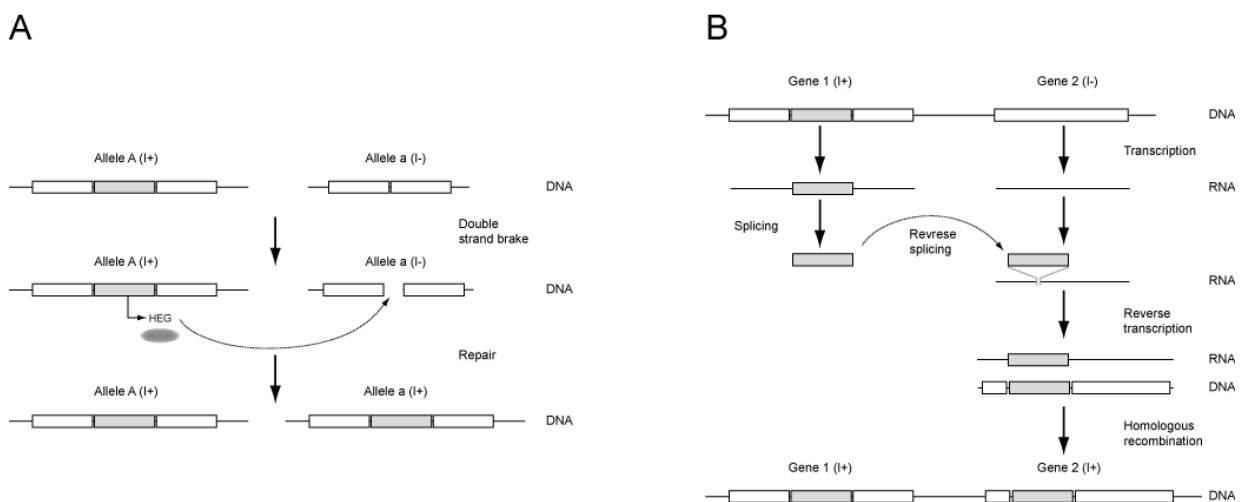 A
Allele A (I+)
Allele a (I-)
DNA
Double
strand brake
Allele A (I+)
Allele a (I-)
DNA
HEG
Repair
Allele A (I+)
Allele a (I+)
DNA
B
Gene 1 (I+)
Gene 2 (I-)
DNA
Transcription
RNA
Splicing
Revrese
splicing
RNA
Reverse
transcription
RNA
DNA
Homologous
recombination
Gene 1 (I+)
Gene 2 (I+)
DNA